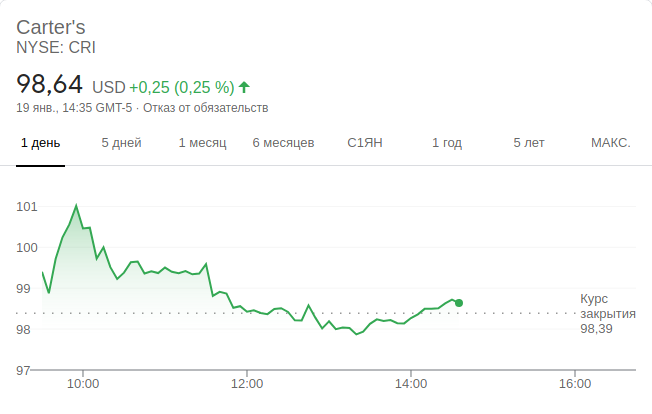 Carter's
NYSE: CRI
98,64 USD +0,25 (0,25 %)
19 янв., 14:35 GMT-5 · Отказ от обязательств
1 день 5 дней 1 месяц 6 месяцев С1ЯН 1 год 5 лет МАКС.
101
100
99
98
97
Курс
закрытия
98,39
10:00 12:00 14:00 16:00